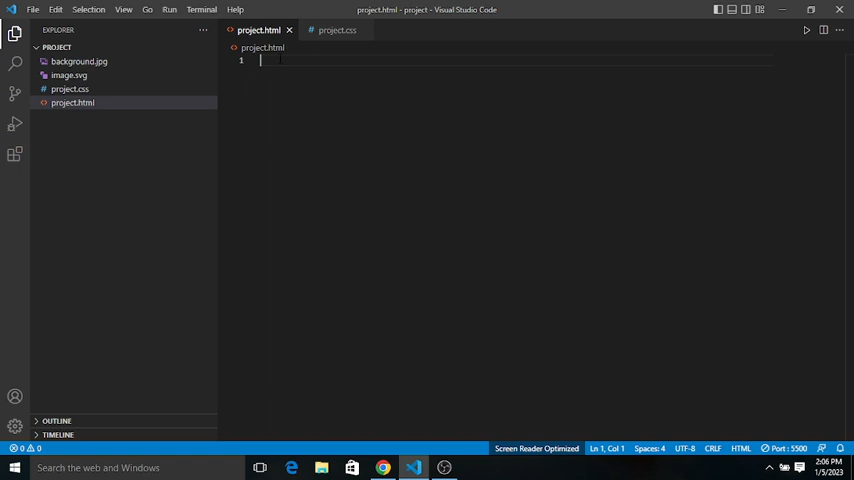 File Edit Selection View Go Run Terminal Help project.html - project - Visual Studio Code
EXPLORER
PROJECT
background.jpg
image.svg
project.css
project.html
OUTLINE
TIMELINE
project.html project.css
project.html
1
0 0 Screen Reader Optimized Ln 1, Col 1 Spaces: 4 UTF-8 CRLF HTML Port : 5500
Search the web and Windows
2:06 PM
1/5/2023